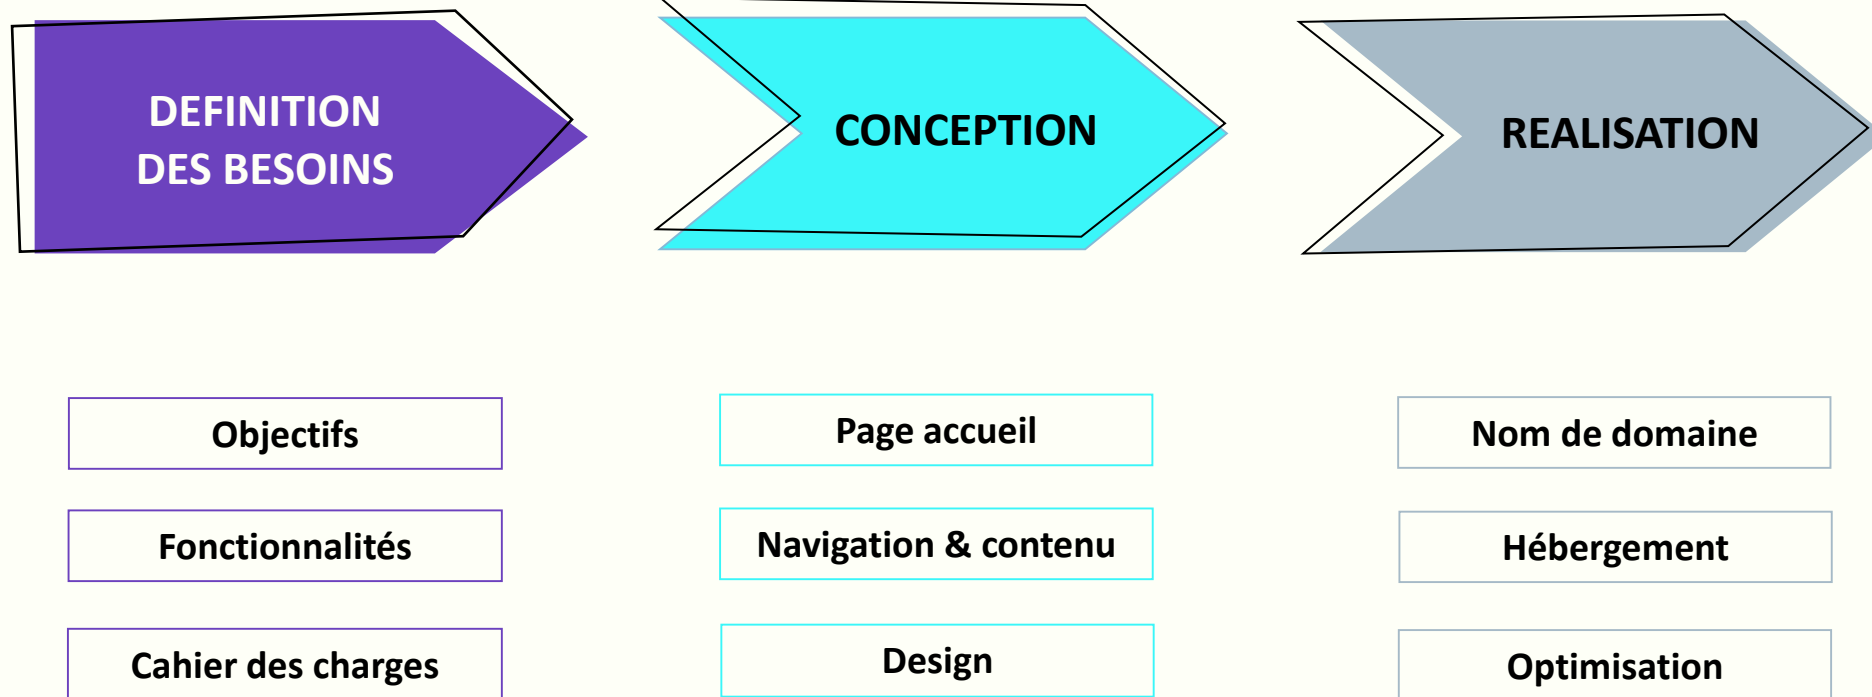 DEFINITION
DES BESOINS
CONCEPTION
REALISATION
Objectifs
Page accueil
Nom de domaine
Fonctionnalités
Navigation & contenu
Hébergement
Cahier des charges
Design
Optimisation